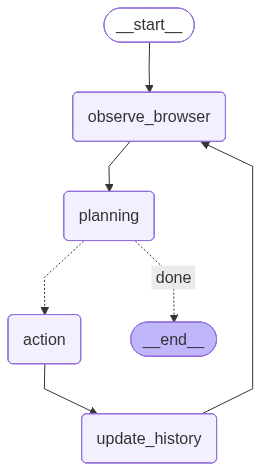 __start__
observe_browser
planning
done
action
__end__
update_history